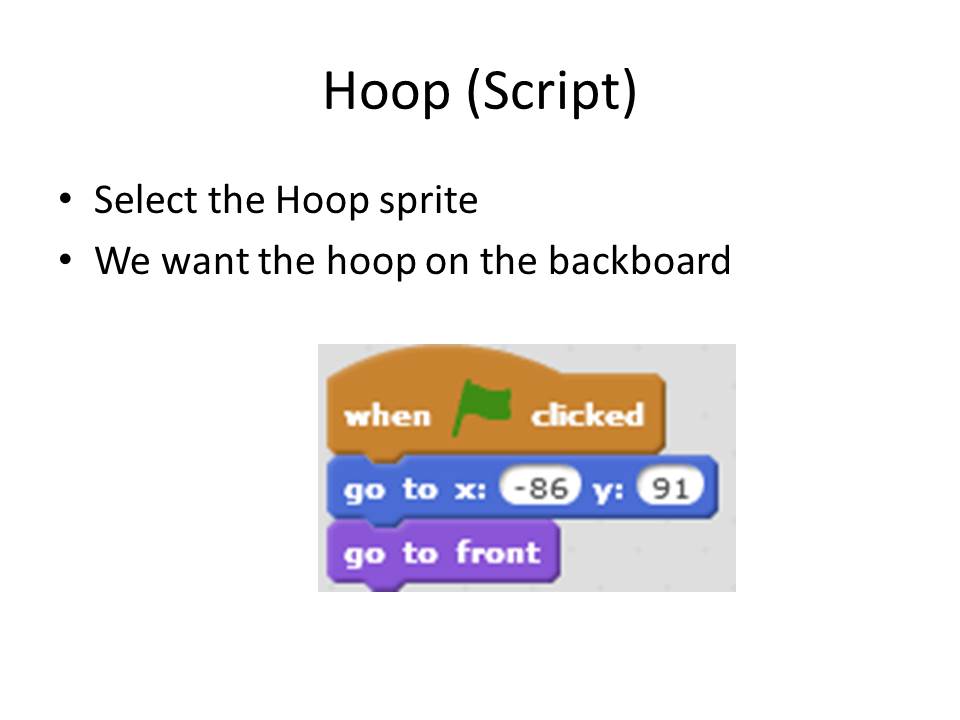 Hoop (Script)
• Select the Hoop sprite
• We want the hoop on the backboard
when clicked
go to x: -86 y: 91
go to front